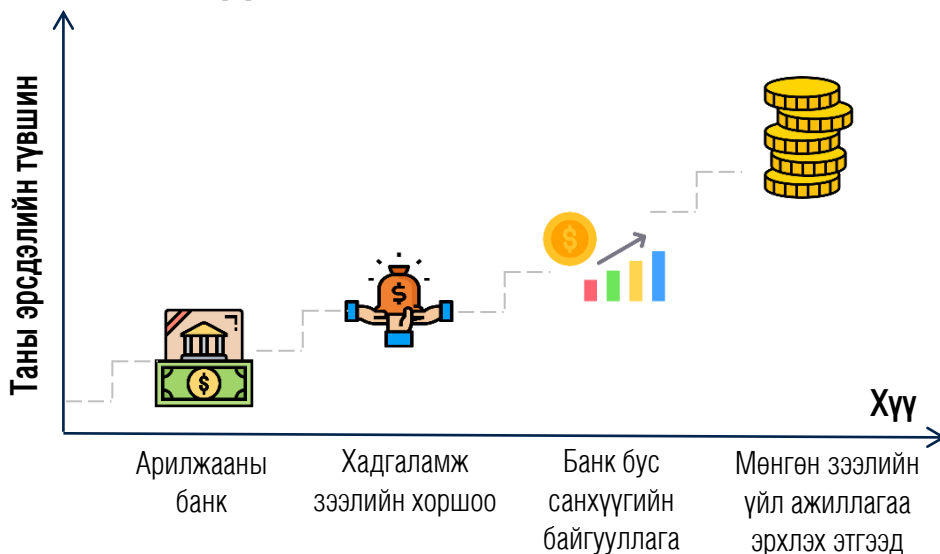 Таны эрсдэлийн түвшин
Хүү
Арилжааны
банк
Хадгаламж
зээлийн хоршоо
Банк бус
санхүүгийн
байгууллага
Мөнгөн зээлийн
үйл ажиллагаа
эрхлэх этгээд